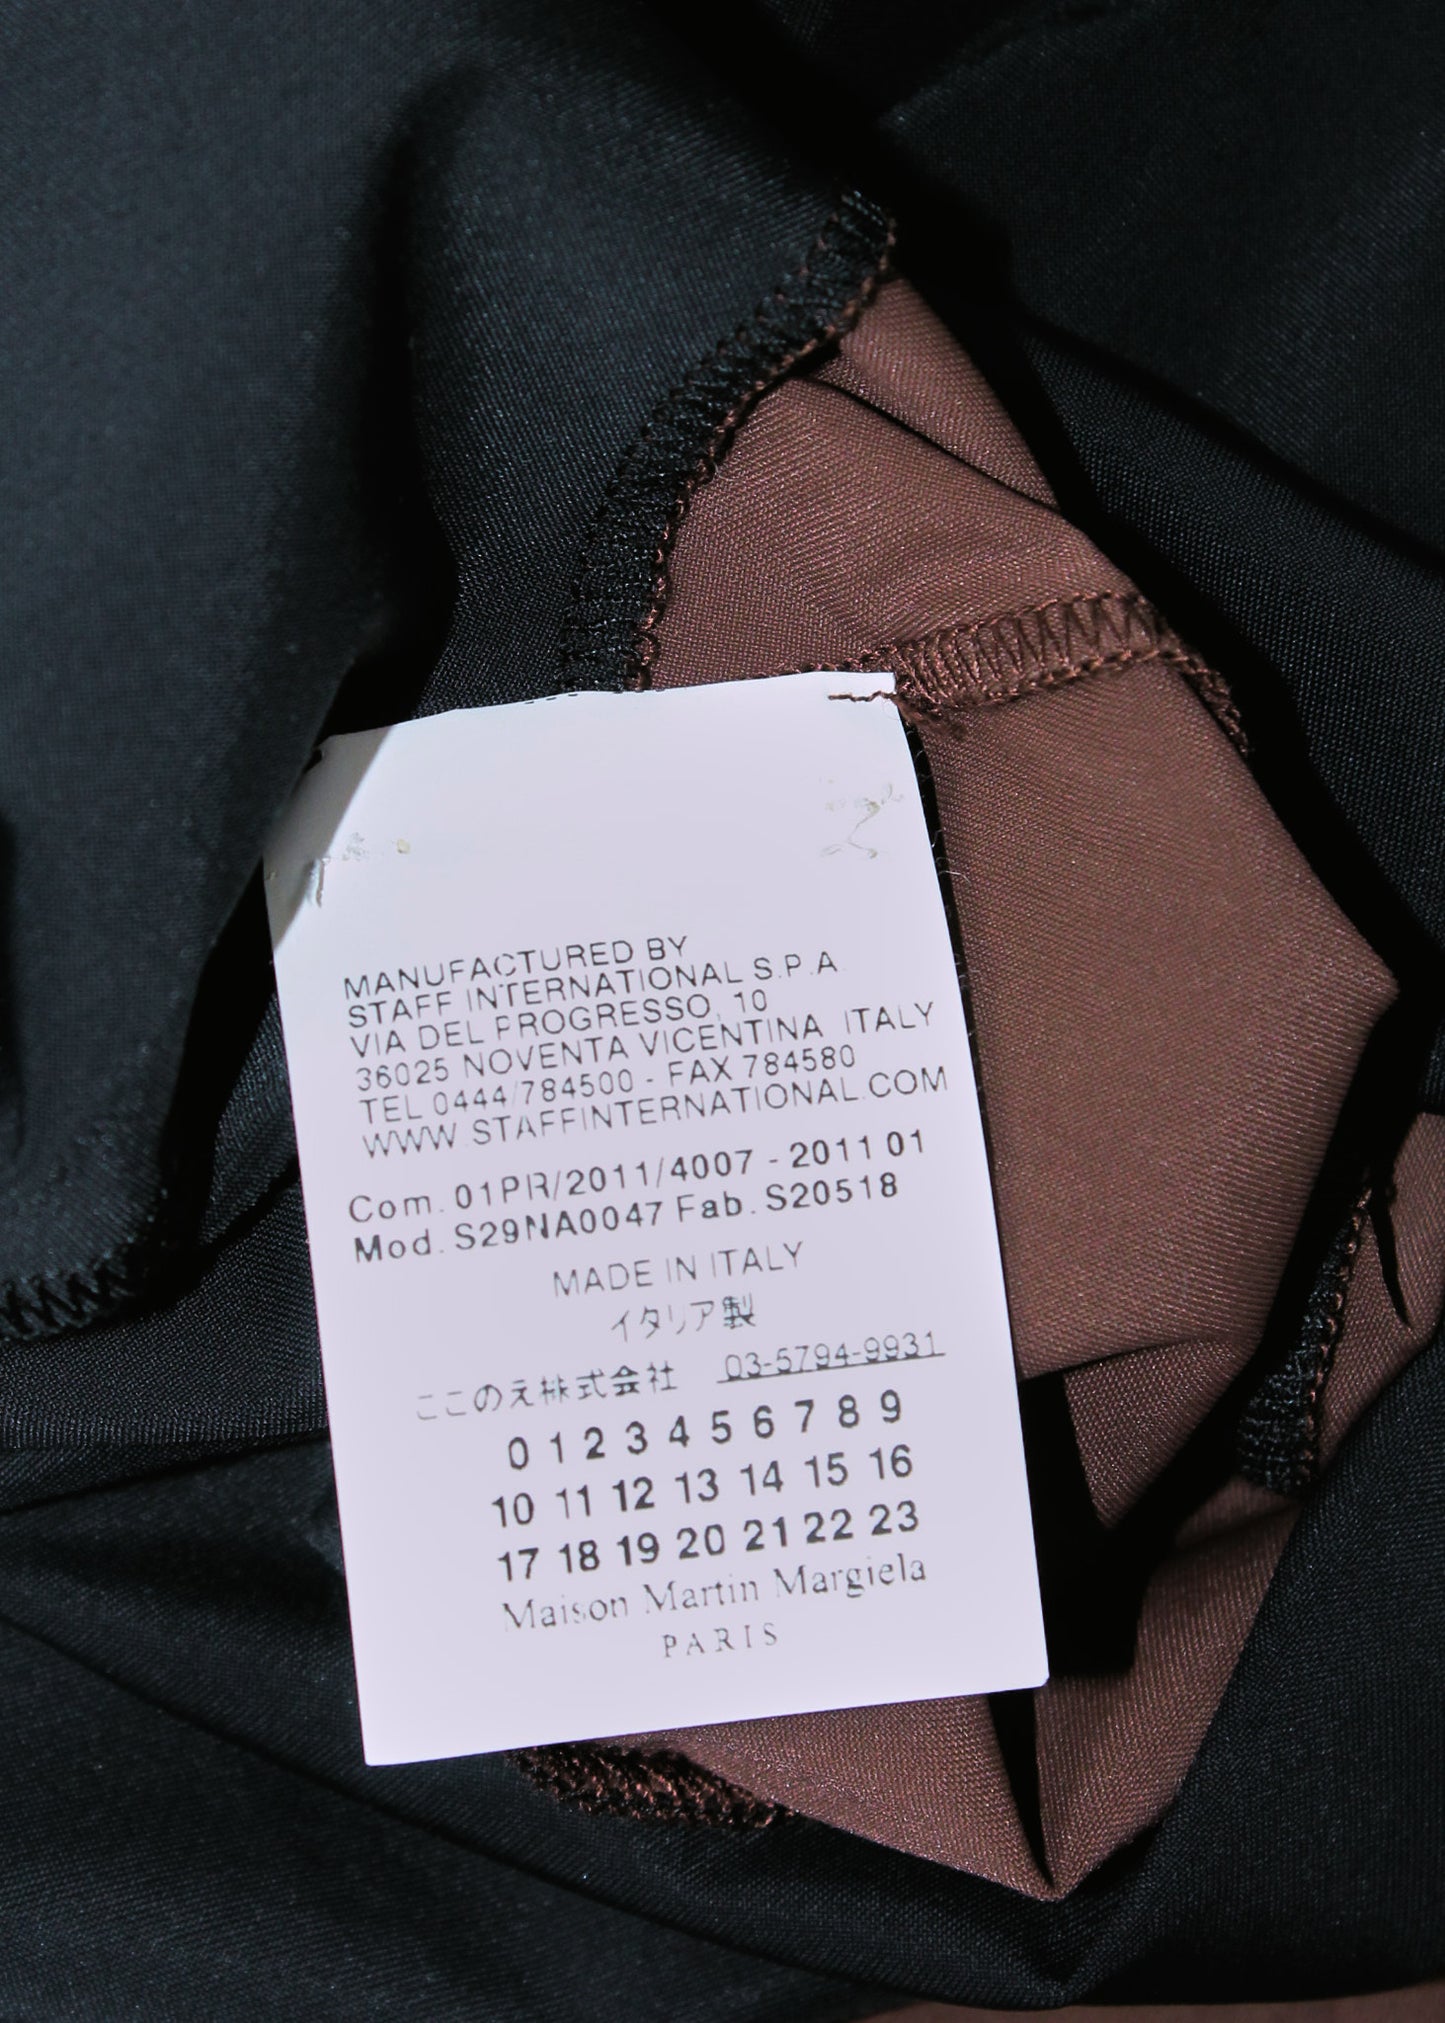 MANUFACTURED BY
STAFF INTERNATIONAL S.P.A.
VIA DEL PROGRESSO, 10
36025 NOVENTA VICENTINA ITALY
TEL 0444/784500 - FAX 784580
WWW.STAFFINTERNATIONAL.COM
Com. 01PR/2011/4007 - 2011 01
Mod. S29NA0047 Fab. S20518
MADE IN ITALY
イタリア製
ここのえ株式会社 03-5794-9931
0 1 2 3 4 5 6 7 8 9
10 11 12 13 14 15 16
17 18 19 20 21 22 23
Maison Martin Margiela
PARIS